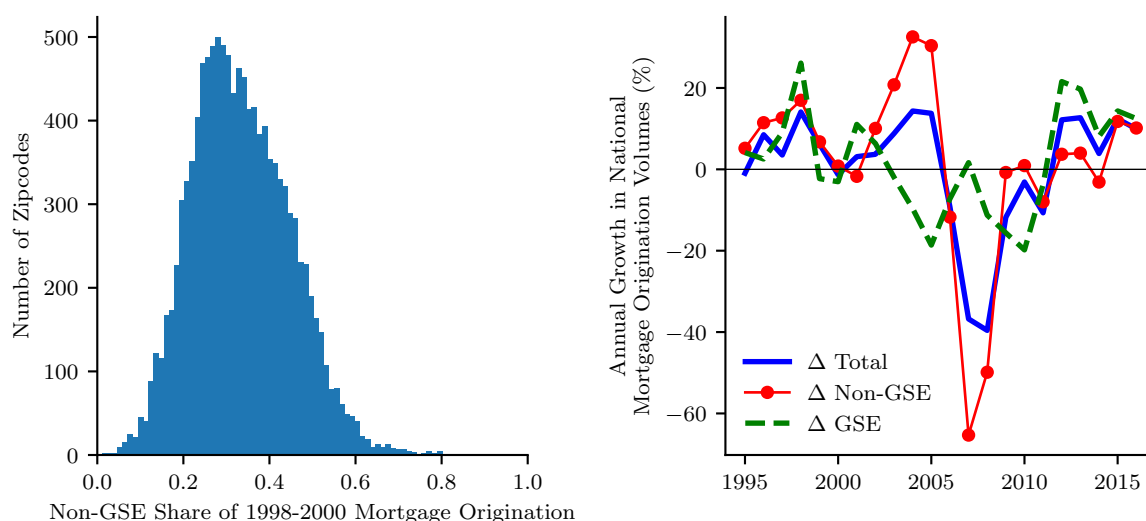 500
400
300
200
100
0
Number of Zipcodes
0.0 0.2 0.4 0.6 0.8 1.0
Non-GSE Share of 1998-2000 Mortgage Origination
Annual Growth in National
Mortgage Origination Volumes (%)
20
0
−20
−40
−60
Δ Total
Δ Non-GSE
Δ GSE
1995 2000 2005 2010 2015